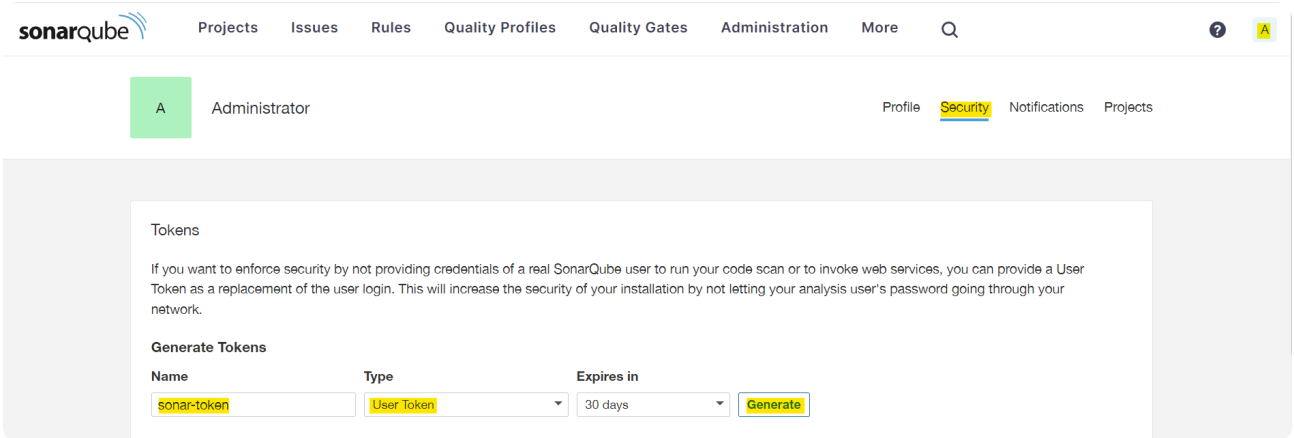 sonarqube Projects Issues Rules Quality Profiles Quality Gates Administration More ? A
A Administrator Profile Security Notifications Projects
Tokens
If you want to enforce security by not providing credentials of a real SonarQube user to run your code scan or to invoke web services, you can provide a User
Token as a replacement of the user login. This will increase the security of your installation by not letting your analysis user's password going through your
network.
Generate Tokens
Name Type Expires in
sonar-token User Token 30 days Generate